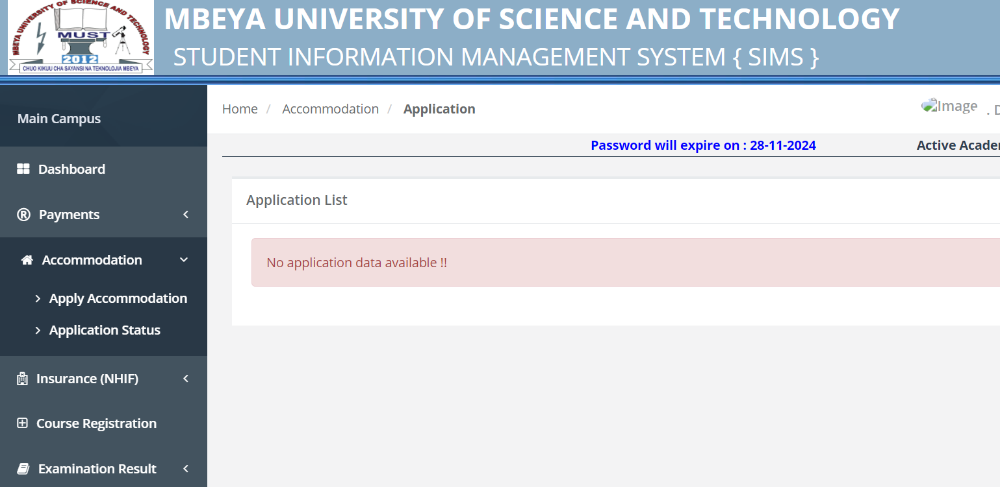 MBEYA UNIVERSITY OF SCIENCE AND TECHNOLOGY
MUST
2012
CHUO KIKUU CHA SAYANSI NA TEKNOLOJIA MBEYA
MBEYA UNIVERSITY OF SCIENCE AND TECHNOLOGY
STUDENT INFORMATION MANAGEMENT SYSTEM { SIMS }
Main Campus
Dashboard
Payments
Accommodation
Apply Accommodation
Application Status
Insurance (NHIF)
Course Registration
Examination Result
Home / Accommodation / Application
Image . D
Password will expire on : 28-11-2024 Active Acade
Application List
No application data available !!